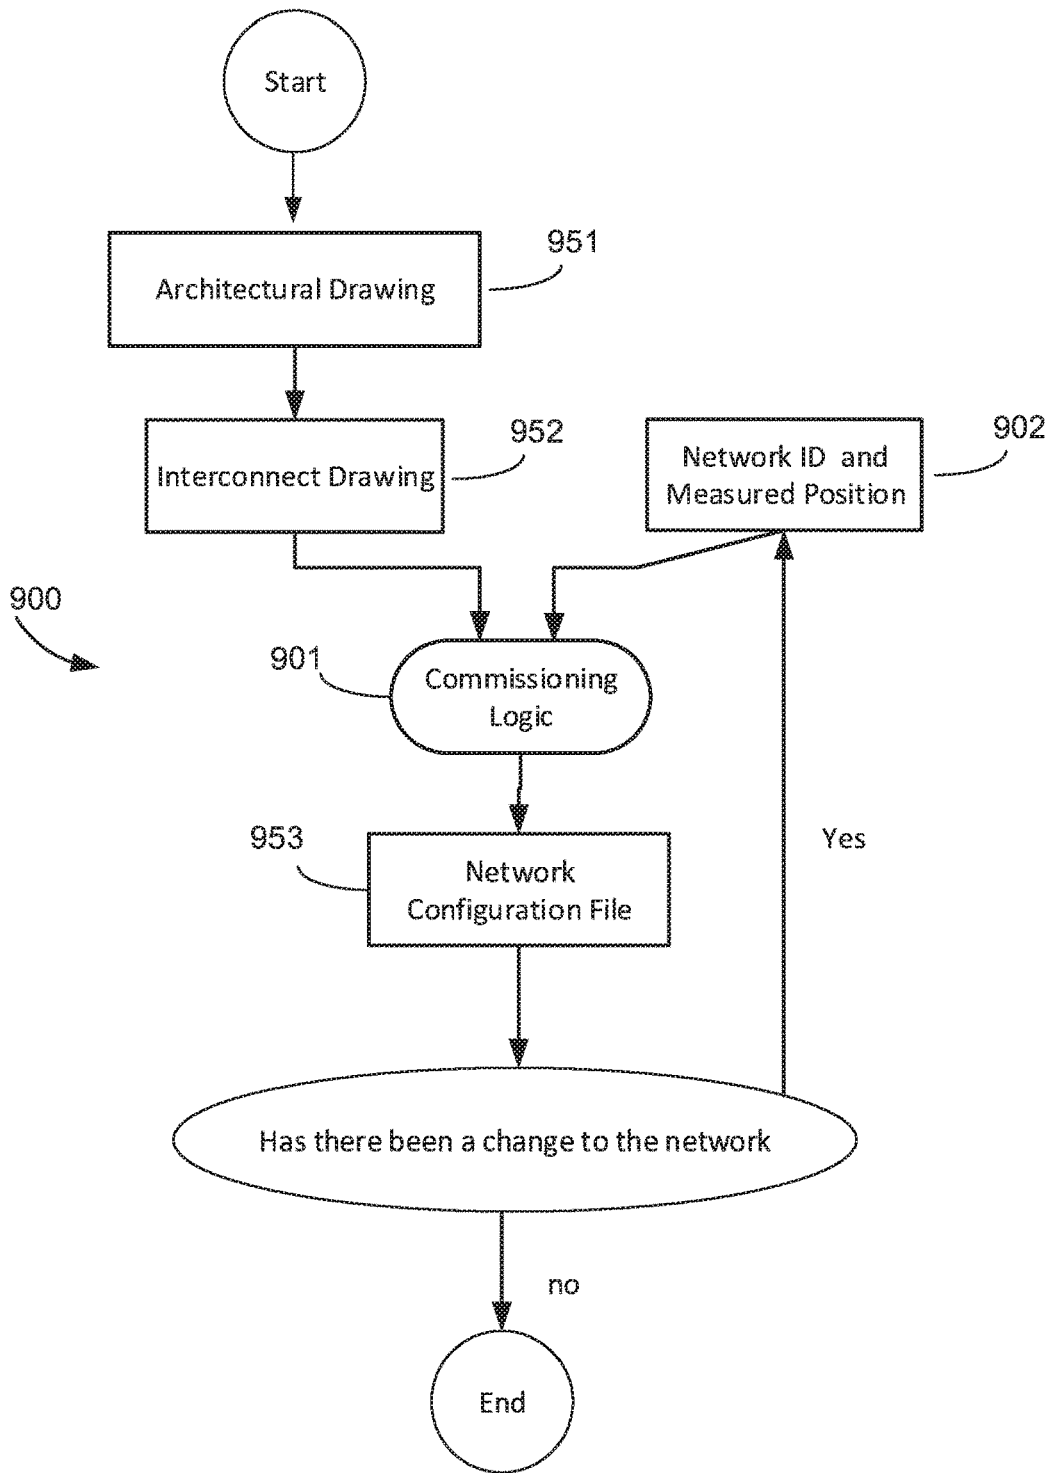 Start
951
Architectural Drawing
952
Interconnect Drawing
902
Network ID and
Measured Position
900
901
Commissioning
Logic
953
Network
Configuration File
Yes
Has there been a change to the network
no
End